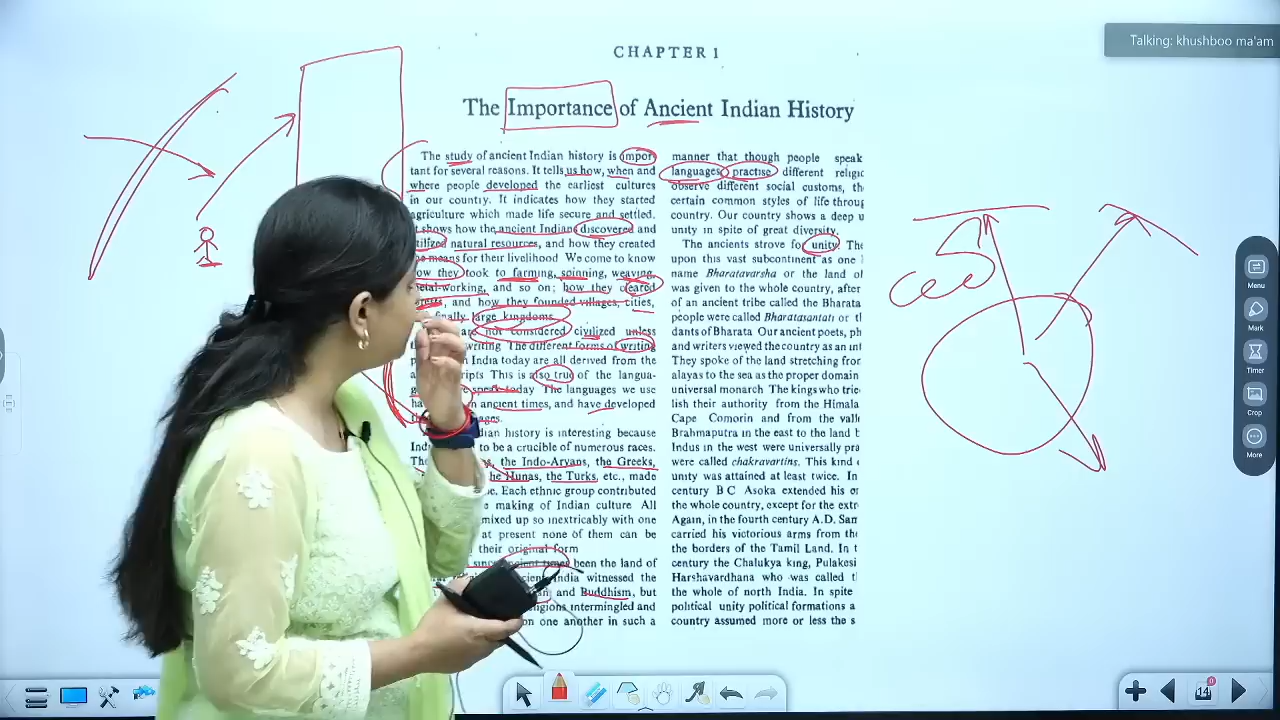 Talking: khushboo ma'am
CHAPTER 1
The Importance of Ancient Indian History
The study of ancient Indian history is impor
tant for several reasons. It tells us how, when and
where people developed the earliest cultures
in our country. It indicates how they started
agriculture which made life secure and settled.
shows how the ancient Indian discovered and
natural resources, and how they created
means for their livelihood. We come to know
they took to farming, spinning, weaving,
metal-working, and so on; how they cleared
and how they founded villages, cities,
finally large kingdoms.
are not considered civilized unless
writing The different forms of writing
in India today are all derived from the
This is also true of the langua-
speak today The languages we use
in ancient times, and have developed
history is interesting because
to be a crucible of numerous races.
the Indo-Aryans, the Greeks,
the Hunas, the Turks, etc., made
Each ethnic group contributed
making of Indian culture All
mixed up so inextricably with one
at present none of them can be
their original form
since ancient times been the land of
India witnessed the
and Buddhism, but
intermingled and
on one another in such a
manner that though people speak
languages practise different religio
observe different social customs, th
certain common styles of life throug
country. Our country shows a deep u
unity in spite of great diversity.
The ancients strove for unity. The
upon this vast subcontinent as one
name Bharatavarsha or the land of
was given to the whole country, after
of an ancient tribe called the Bharata
people were called Bharatasantati or th
dants of Bharata Our ancient poets, ph
and writers viewed the country as an int
They spoke of the land stretching fror
alayas to the sea as the proper domain
universal monarch. The kings who trie
lish their authority from the Himala
Cape Comorin and from the valle
Brahmaputra in the east to the land b
Indus in the west were universally pra
were called chakravartins. This kind
unity was attained at least twice. In
century B C Asoka extended his
the whole country, except for the extr
Again, in the fourth century A.D. Sam
carried his victorious arms from the
the borders of the Tamil Land. In t
century the Chalukya king, Pulakesi
Harshavardhana who was called
the whole of north India. In spite
political unity political formations a
country assumed more or less the s
Menu
Mark
Timer
Crop
More
14